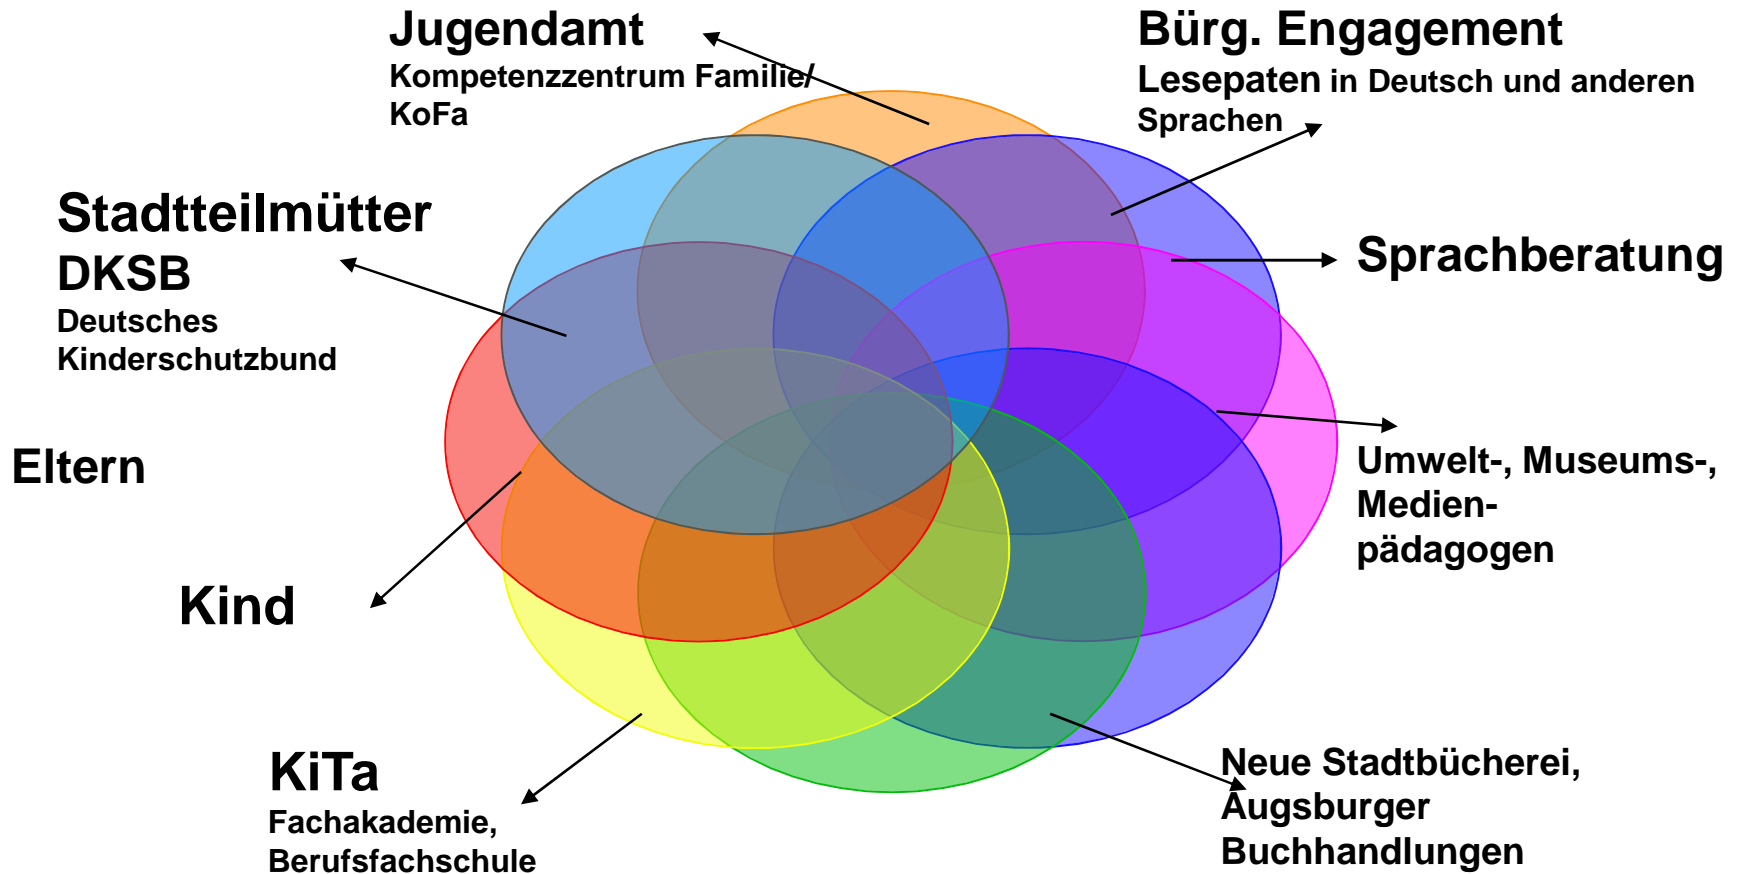 Jugendamt
Kompetenzzentrum Familie/
KoFa
Bürg. Engagement
Lesepaten in Deutsch und anderen
Sprachen
Stadtteilmütter
DKSB
Deutsches
Kinderschutzbund
Sprachberatung
Eltern
Umwelt-, Museums-,
Medien-
pädagogen
Kind
KiTa
Fachakademie,
Berufsfachschule
Neue Stadtbücherei,
Augsburger
Buchhandlungen